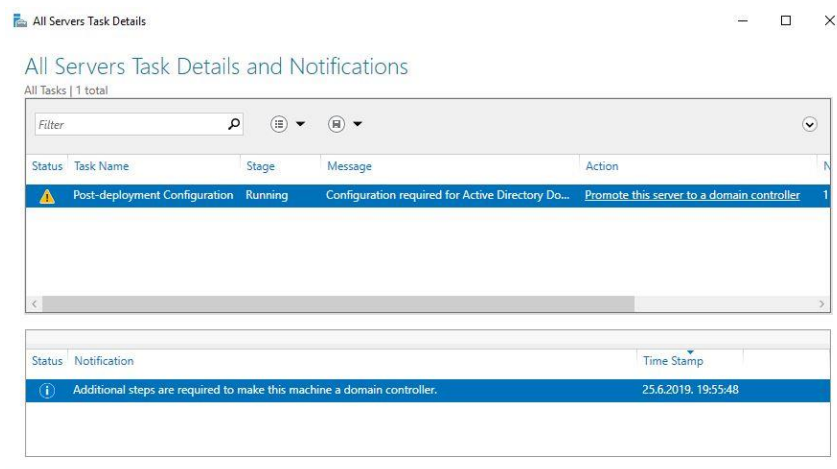 All Servers Task Details
All Servers Task Details and Notifications
All Tasks | 1 total
Filter
Status Task Name Stage Message Action N
Post-deployment Configuration Running Configuration required for Active Directory Do... Promote this server to a domain controller 1
Status Notification Time Stamp
Additional steps are required to make this machine a domain controller. 25.6.2019. 19:55:48